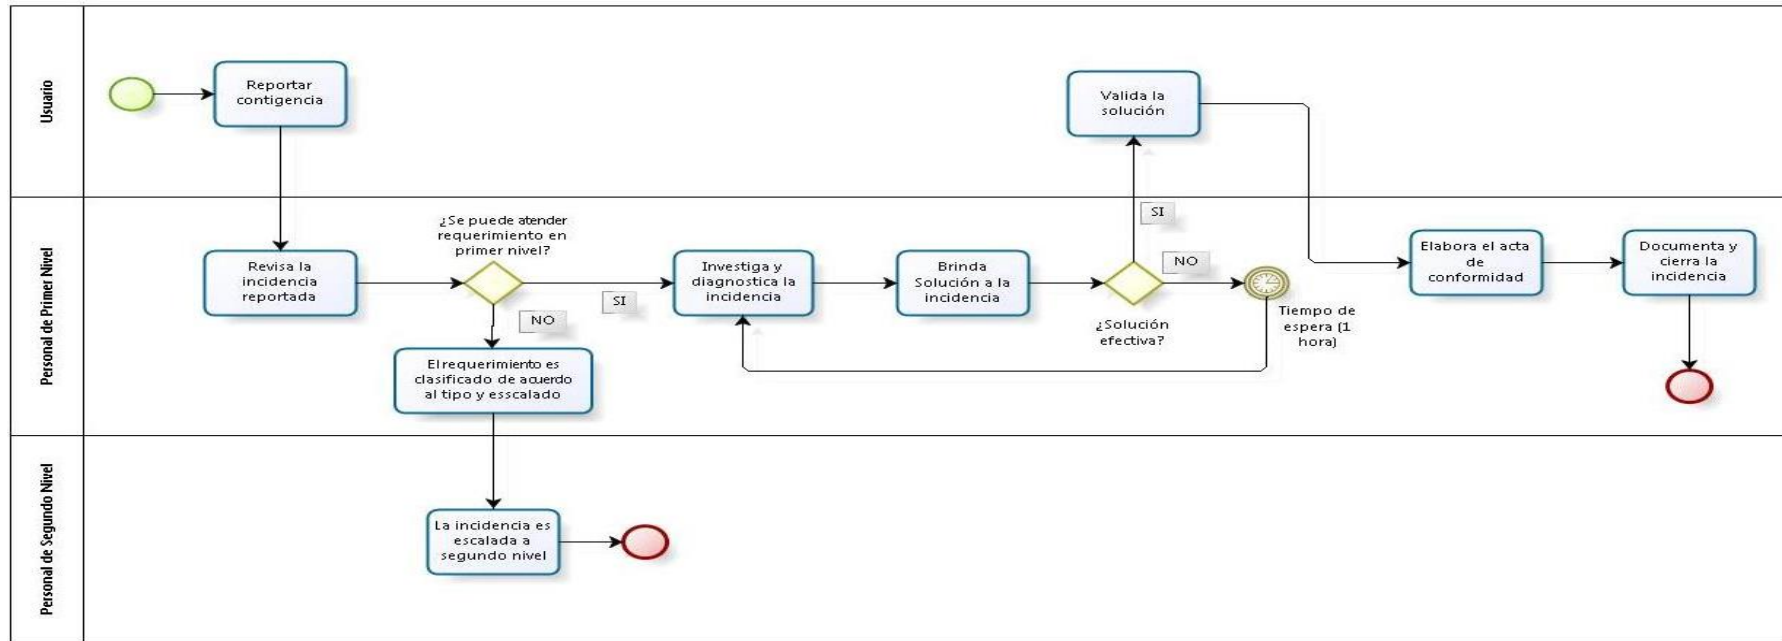 Usuario
Reportar
contigencia
Valida la
solución
Personal de Primer Nivel
Revisa la
incidencia
reportada
¿Se puede atender
requerimiento en
primer nivel?
SI
NO
El requerimiento es
clasificado de acuerdo
al tipo y esscalado
Investiga y
diagnostica la
incidencia
Brinda
Solución a la
incidencia
¿Solución
efectiva?
SI
NO
Tiempo de
espera (1
hora)
Elabora el acta
de
conformidad
Documenta y
cierra la
incidencia
Personal de Segundo Nivel
La incidencia es
escalada a
segundo nivel